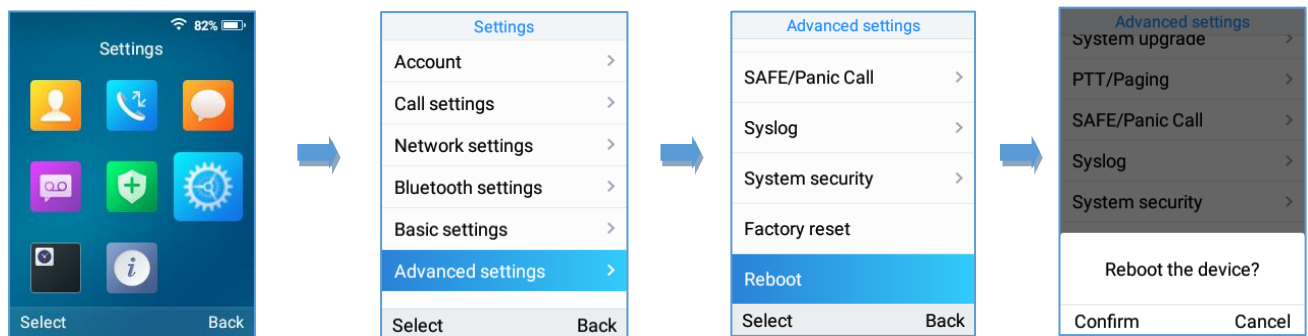 82%
Settings
Select Back
Settings
Account
Call settings
Network settings
Bluetooth settings
Basic settings
Advanced settings
Select Back
Advanced settings
SAFE/Panic Call
Syslog
System security
Factory reset
Reboot
Select Back
Advanced settings
System upgrade
PTT/Paging
SAFE/Panic Call
Syslog
System security
Reboot the device?
Confirm Cancel